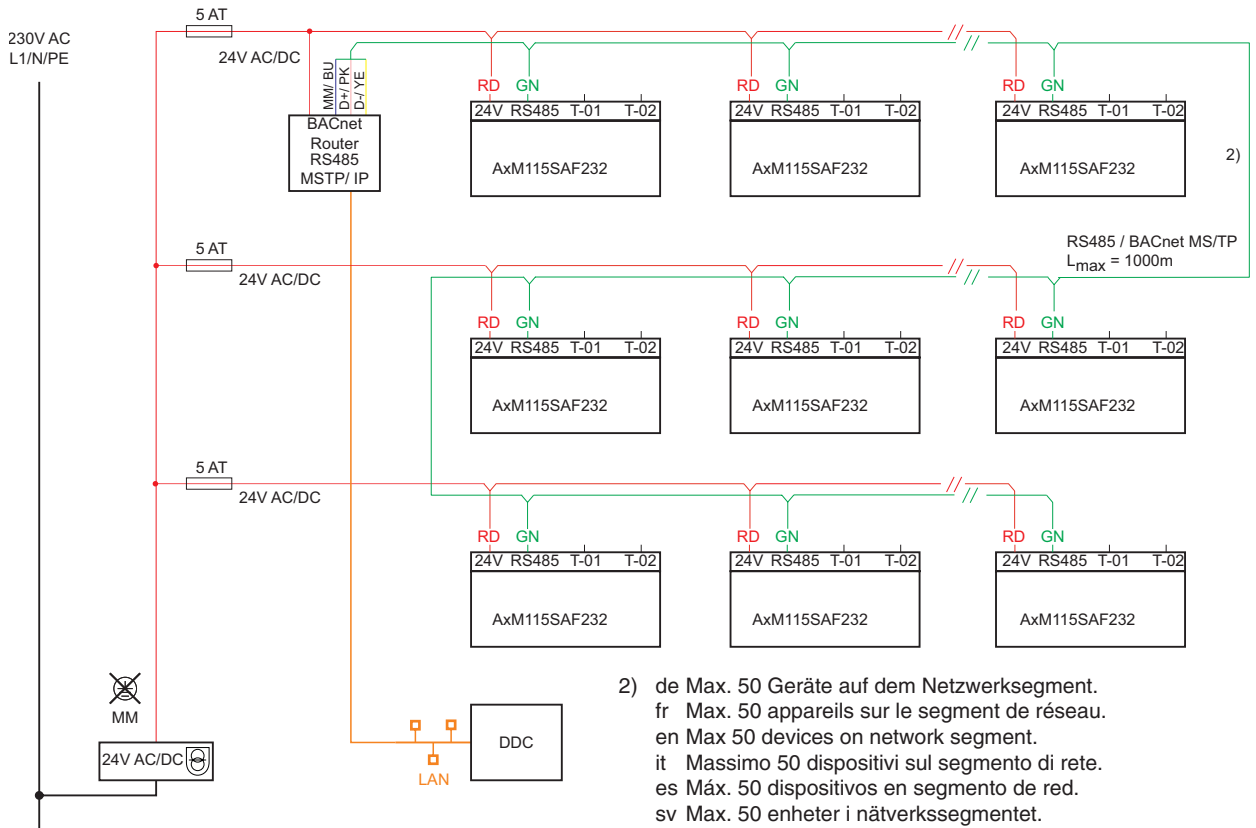 5 AT
230V AC
L1/N/PE
24V AC/DC
MM/ BU
D+/ PK
D-/ YE
BACnet
Router
RS485
MSTP/ IP
RD GN
24V RS485 T-01 T-02
AxM115SAF232
RD GN
24V RS485 T-01 T-02
AxM115SAF232
RD GN
24V RS485 T-01 T-02
AxM115SAF232
2)
RS485 / BACnet MS/TP
Lmax = 1000m
5 AT
24V AC/DC
RD GN
24V RS485 T-01 T-02
AxM115SAF232
RD GN
24V RS485 T-01 T-02
AxM115SAF232
RD GN
24V RS485 T-01 T-02
AxM115SAF232
5 AT
24V AC/DC
RD GN
24V RS485 T-01 T-02
AxM115SAF232
RD GN
24V RS485 T-01 T-02
AxM115SAF232
RD GN
24V RS485 T-01 T-02
AxM115SAF232
MM
24V AC/DC
LAN
DDC
2) de Max. 50 Geräte auf dem Netzwerksegment.
fr Max. 50 appareils sur le segment de réseau.
en Max 50 devices on network segment.
it Massimo 50 dispositivi sul segmento di rete.
es Máx. 50 dispositivos en segmento de red.
sv Max. 50 enheter i nätverkssegmentet.